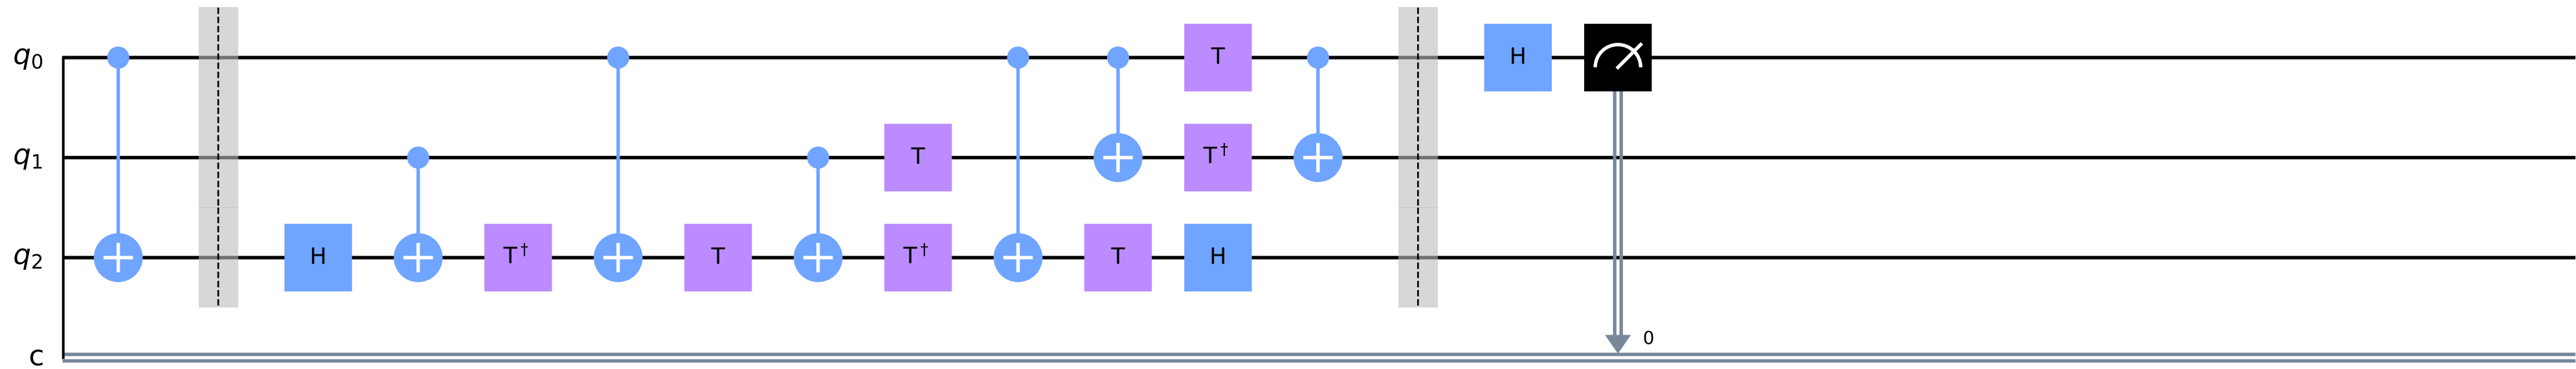 q0 T H
q1 T T†
q2 H T† T T† T H
c 0